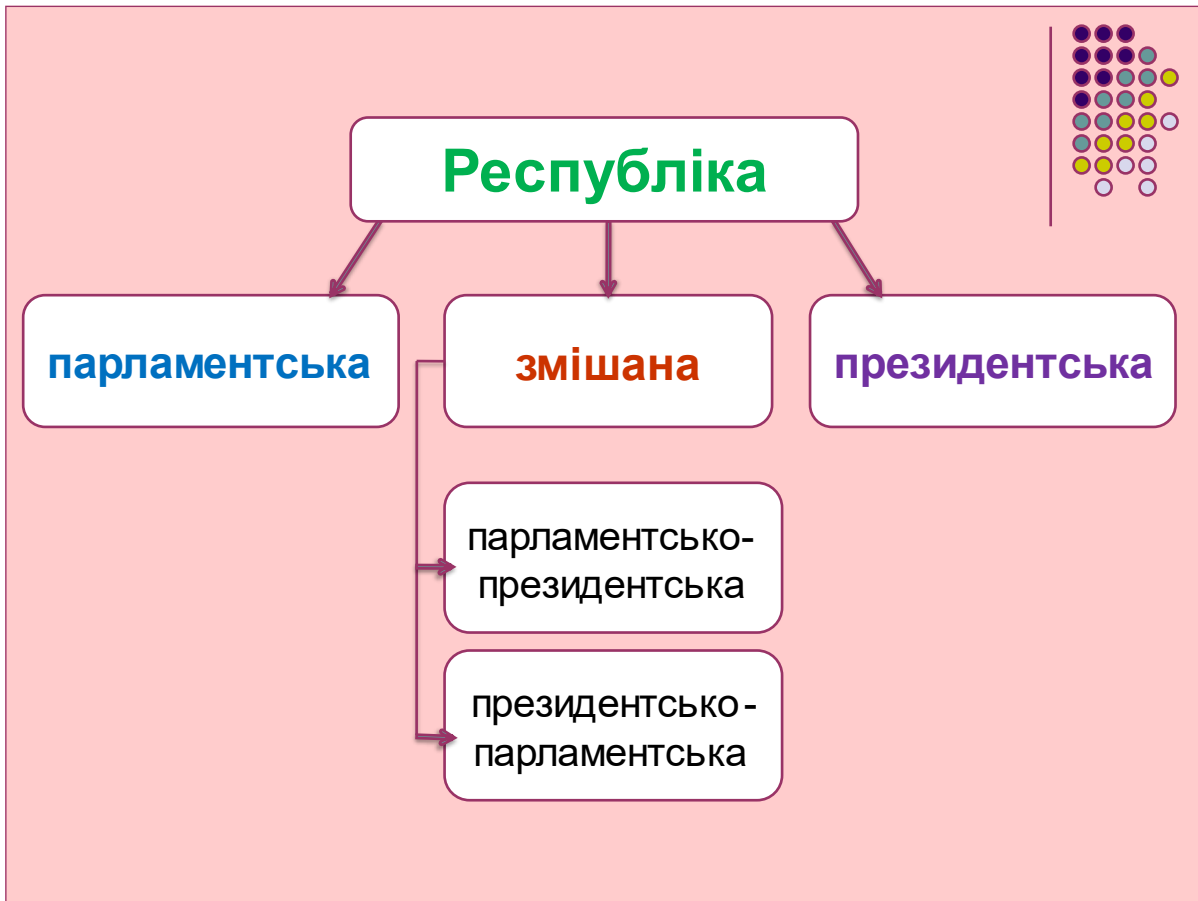 Республіка
парламентська
змішана
президентська
парламентсько-
президентська
президентсько-
парламентська